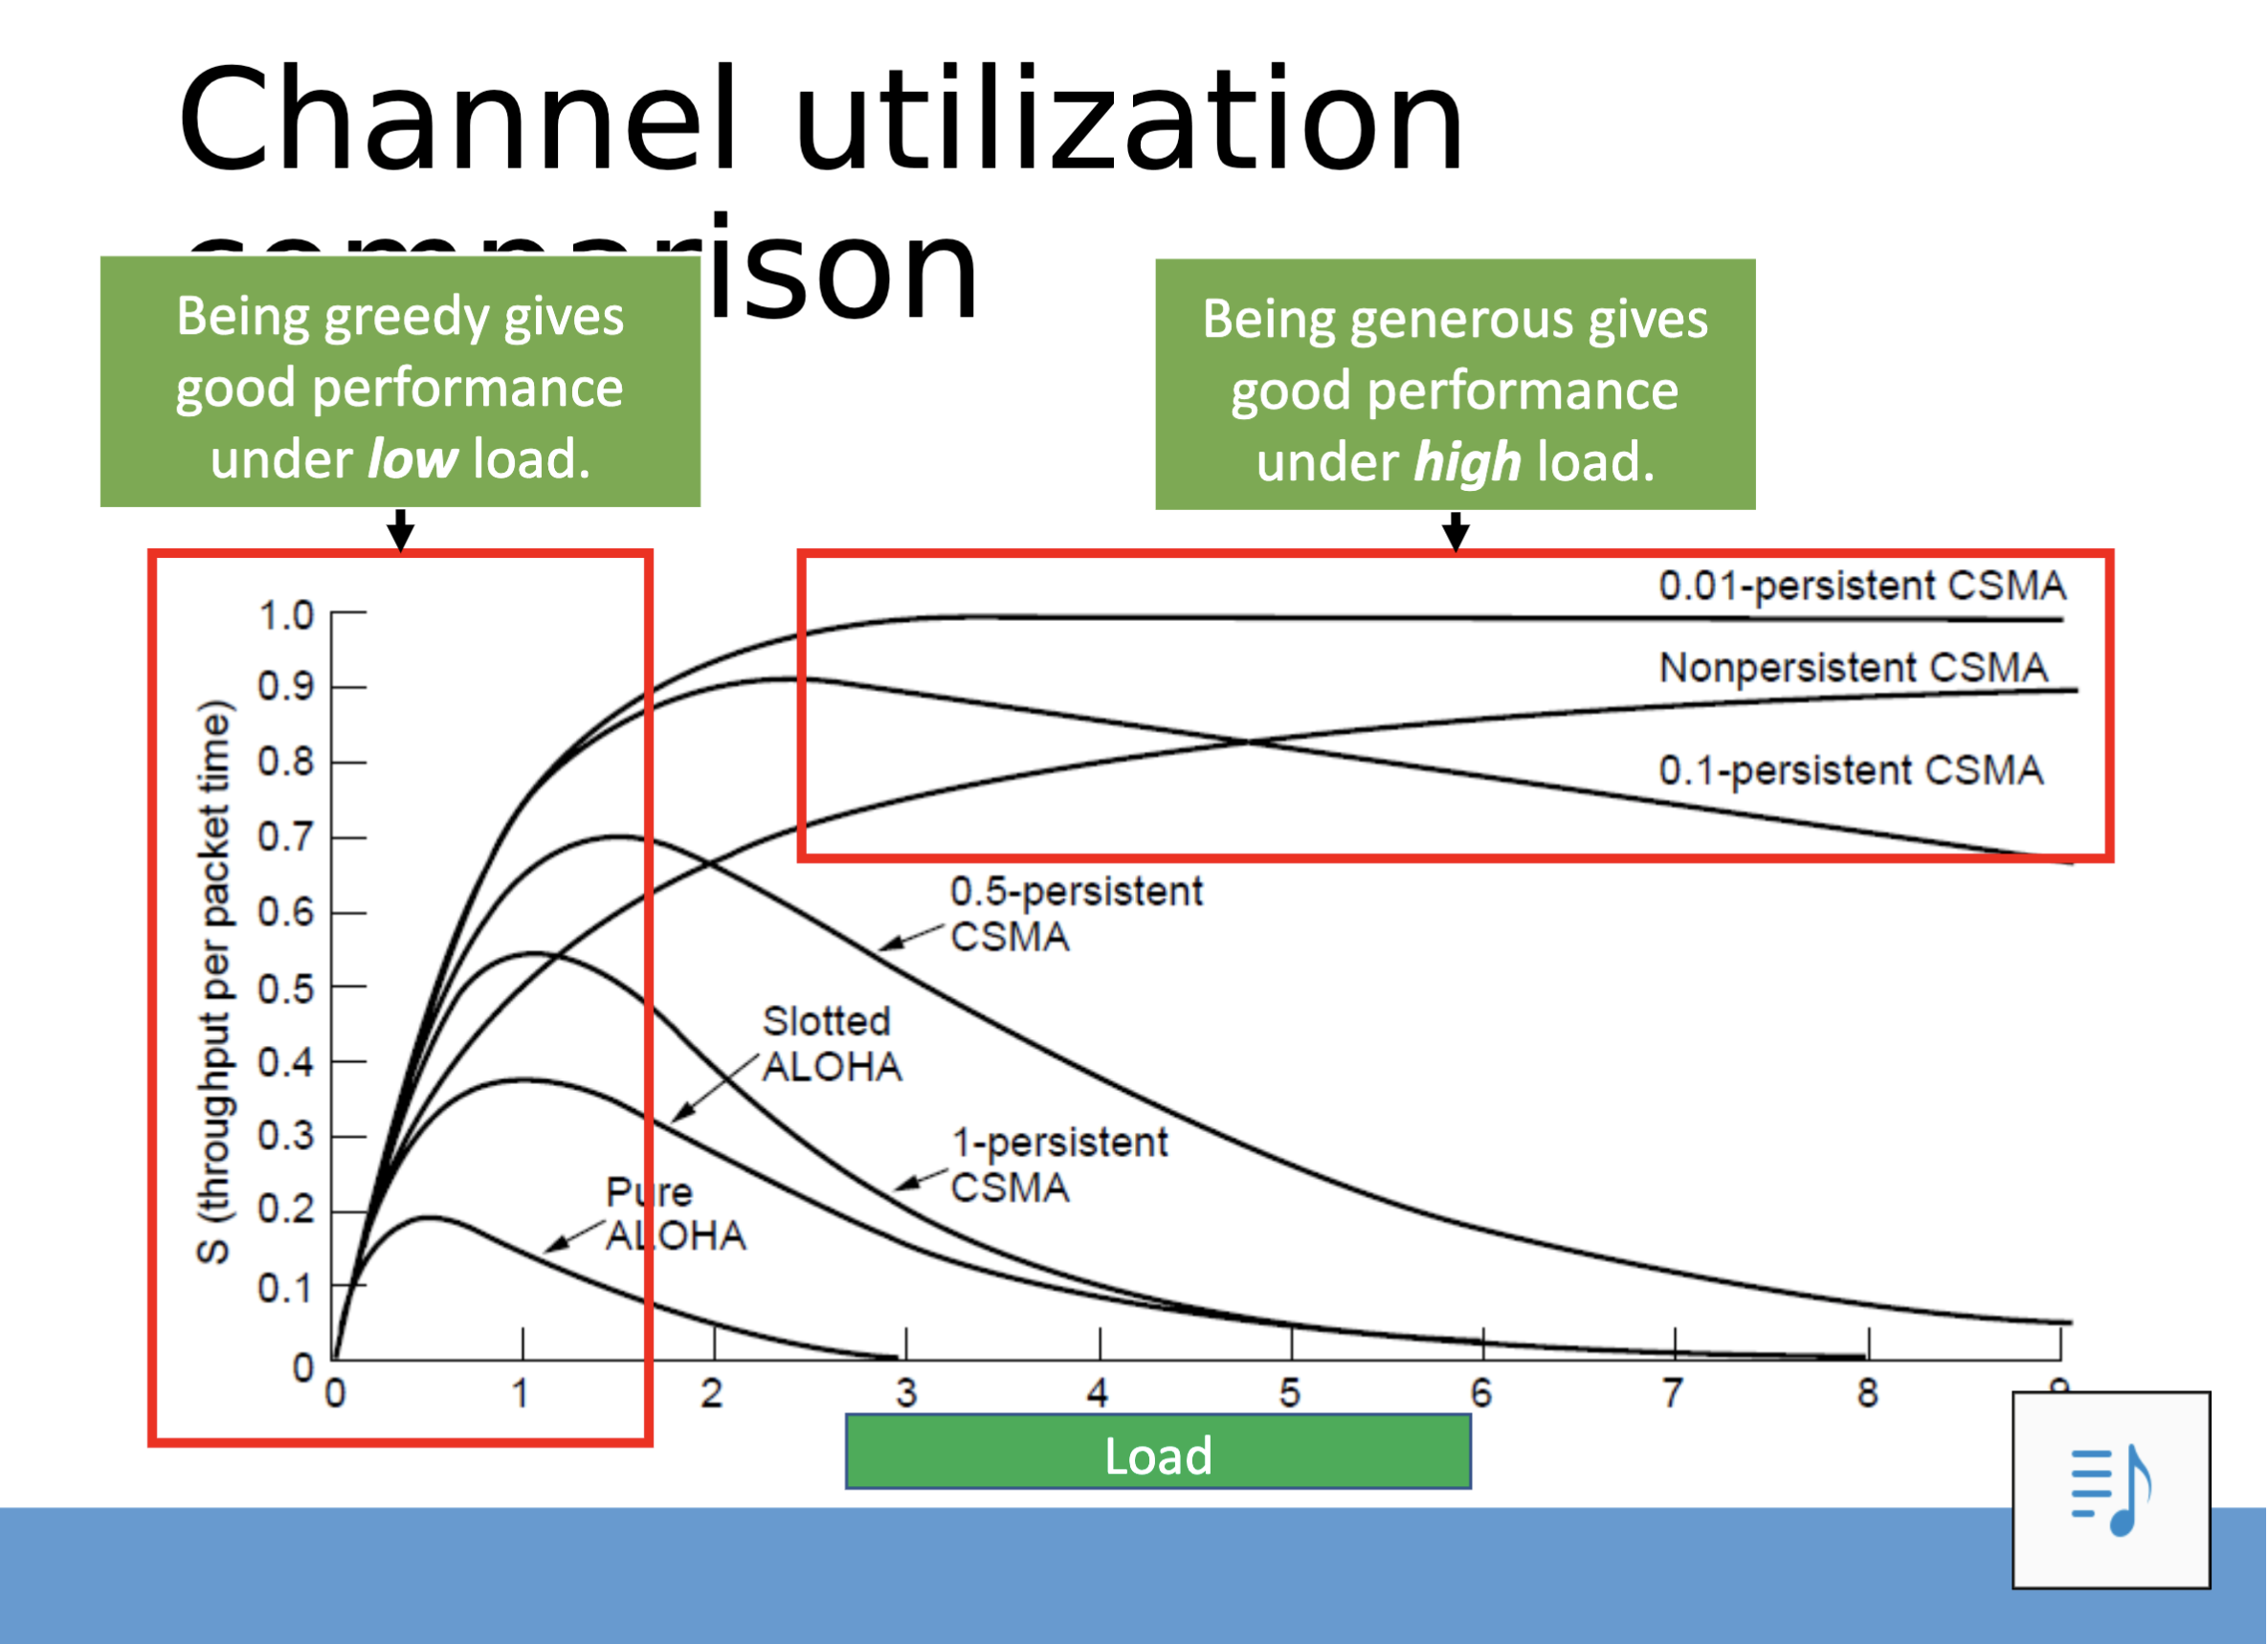 Channel utilization
comparison
Being greedy gives
good performance
under low load.
Being generous gives
good performance
under high load.
S (throughput per packet time)
1.0
0.9
0.8
0.7
0.6
0.5
0.4
0.3
0.2
0.1
0
0.01-persistent CSMA
Nonpersistent CSMA
0.1-persistent CSMA
0.5-persistent
CSMA
Slotted
ALOHA
1-persistent
CSMA
Pure
ALOHA
0 1 2 3 4 5 6 7 8 9
Load